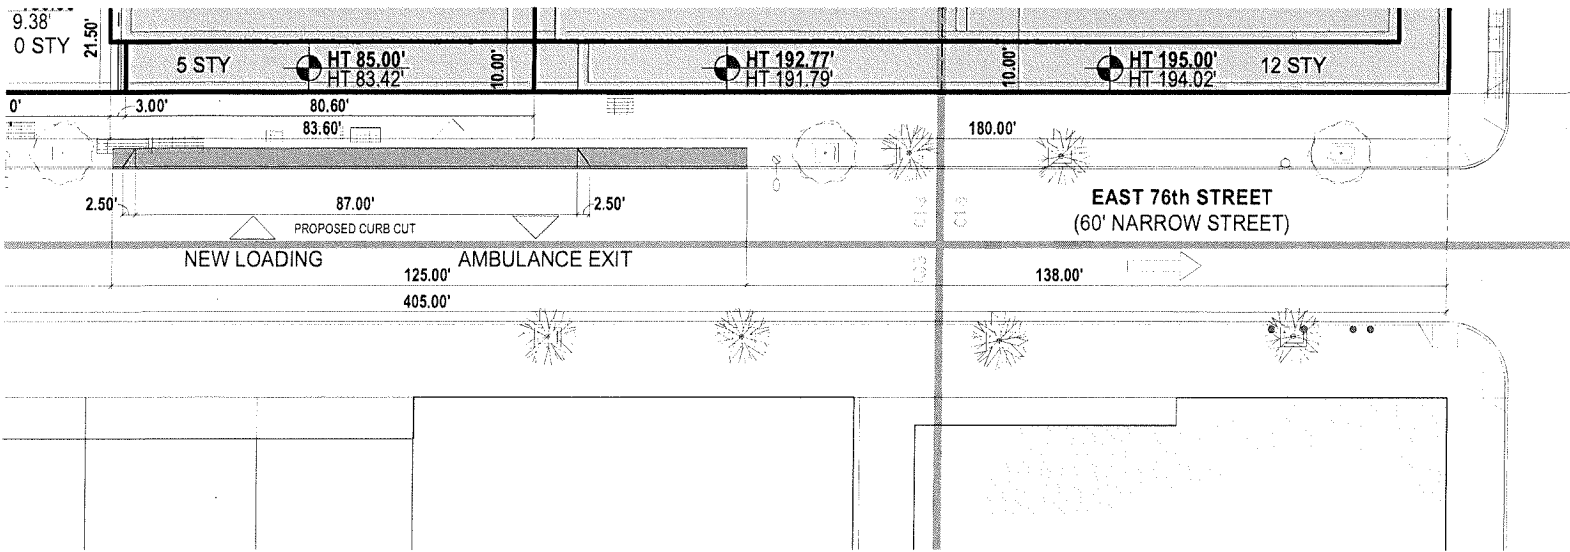 9.38'
0 STY
21.50'
5 STY
HT 85.00'
HT 83.42'
10.00'
HT 192.77'
HT 191.79'
10.00'
HT 195.00'
HT 194.02'
12 STY
0'
3.00'
80.60'
83.60'
180.00'
2.50'
87.00'
2.50'
PROPOSED CURB CUT
NEW LOADING
AMBULANCE EXIT
EAST 76th STREET
(60' NARROW STREET)
125.00'
138.00'
405.00'